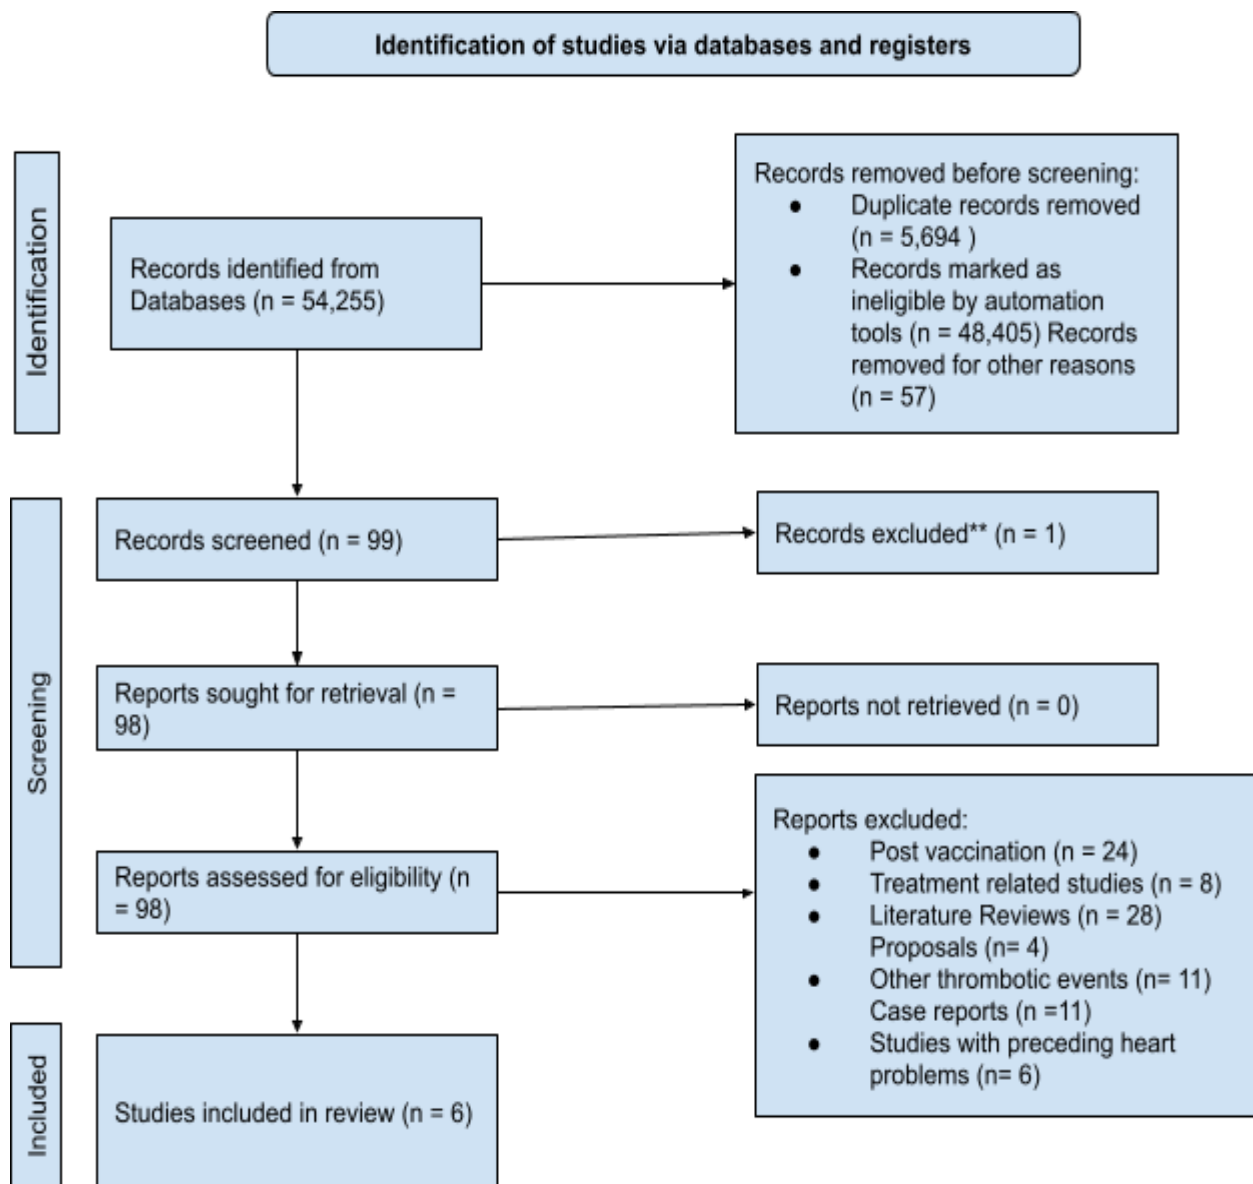 Identification of studies via databases and registers
Identification
Records identified from
Databases (n = 54,255)
Records removed before screening:
● Duplicate records removed
(n = 5,694 )
● Records marked as
ineligible by automation
tools (n = 48,405) Records
removed for other reasons
(n = 57)
Screening
Records screened (n = 99)
Records excluded** (n = 1)
Reports sought for retrieval (n =
98)
Reports not retrieved (n = 0)
Reports assessed for eligibility (n
= 98)
Reports excluded:
● Post vaccination (n = 24)
● Treatment related studies (n = 8)
● Literature Reviews (n = 28)
Proposals (n= 4)
● Other thrombotic events (n= 11)
Case reports (n =11)
● Studies with preceding heart
problems (n= 6)
Included
Studies included in review (n = 6)